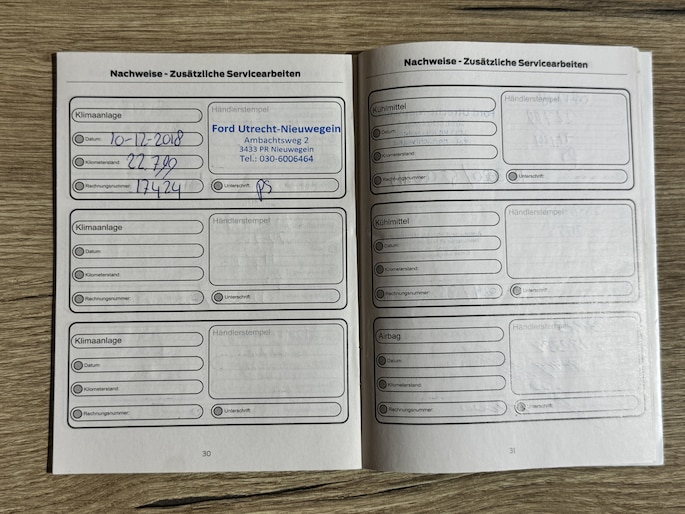 Nachweise - Zusätzliche Servicearbeiten
Klimaanlage
Händlerstempel
Datum: 10-12-2018
Ford Utrecht-Nieuwegein
Ambachtsweg 2
3433 PR Nieuwegein
Tel.: 030-6006464
Kilometerstand: 22.790
Rechnungsnummer: 17424
Unterschrift:
Klimaanlage
Händlerstempel
Datum:
Kilometerstand:
Rechnungsnummer:
Unterschrift:
Klimaanlage
Händlerstempel
Datum:
Kilometerstand:
Rechnungsnummer:
Unterschrift:
30
Nachweise - Zusätzliche Servicearbeiten
Kühlmittel
Händlerstempel
Datum:
Kilometerstand:
Rechnungsnummer:
Unterschrift:
Kühlmittel
Händlerstempel
Datum:
Kilometerstand:
Rechnungsnummer:
Unterschrift:
Airbag
Händlerstempel
Datum:
Kilometerstand:
Rechnungsnummer:
Unterschrift:
31